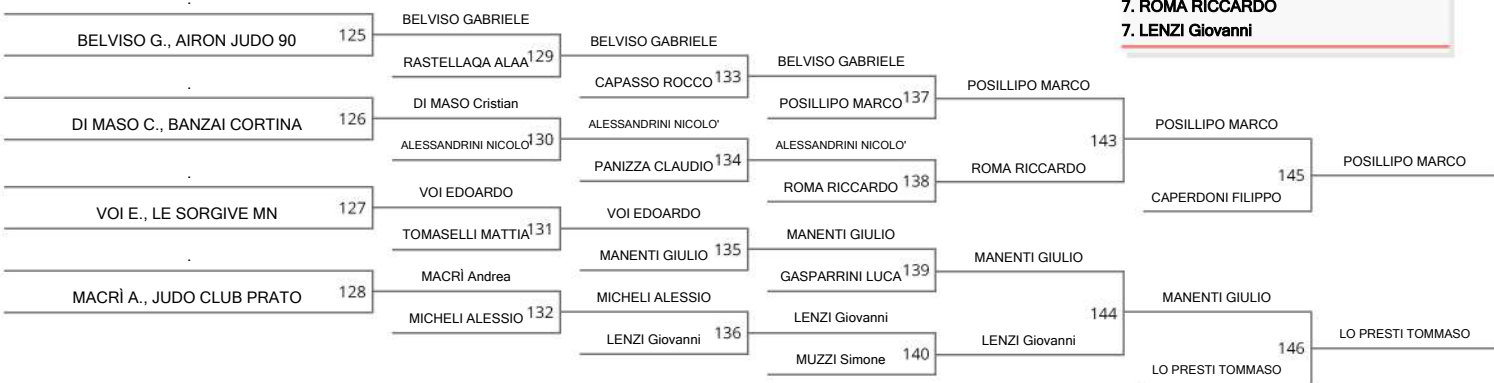 7. ROMA RICCARDO
7. LENZI Giovanni
.
BELVISO G., AIRON JUDO 90
125
.
DI MASO C., BANZAI CORTINA
126
.
VOI E., LE SORGIVE MN
127
.
MACRÌ A., JUDO CLUB PRATO
128
BELVISO GABRIELE
RASTELLAQA ALAA
129
DI MASO Cristian
ALESSANDRINI NICOLO
130
VOI EDOARDO
TOMASELLI MATTIA
131
MACRÌ Andrea
MICHELI ALESSIO
132
BELVISO GABRIELE
CAPASSO ROCCO
133
ALESSANDRINI NICOLO'
PANIZZA CLAUDIO
134
VOI EDOARDO
MANENTI GIULIO
135
MICHELI ALESSIO
LENZI Giovanni
136
BELVISO GABRIELE
POSILLIPO MARCO
137
ALESSANDRINI NICOLO'
ROMA RICCARDO
138
MANENTI GIULIO
GASPARRINI LUCA
139
LENZI Giovanni
MUZZI Simone
140
POSILLIPO MARCO
143
ROMA RICCARDO
MANENTI GIULIO
144
LENZI Giovanni
POSILLIPO MARCO
145
CAPERDONI FILIPPO
MANENTI GIULIO
146
LO PRESTI TOMMASO
POSILLIPO MARCO
LO PRESTI TOMMASO